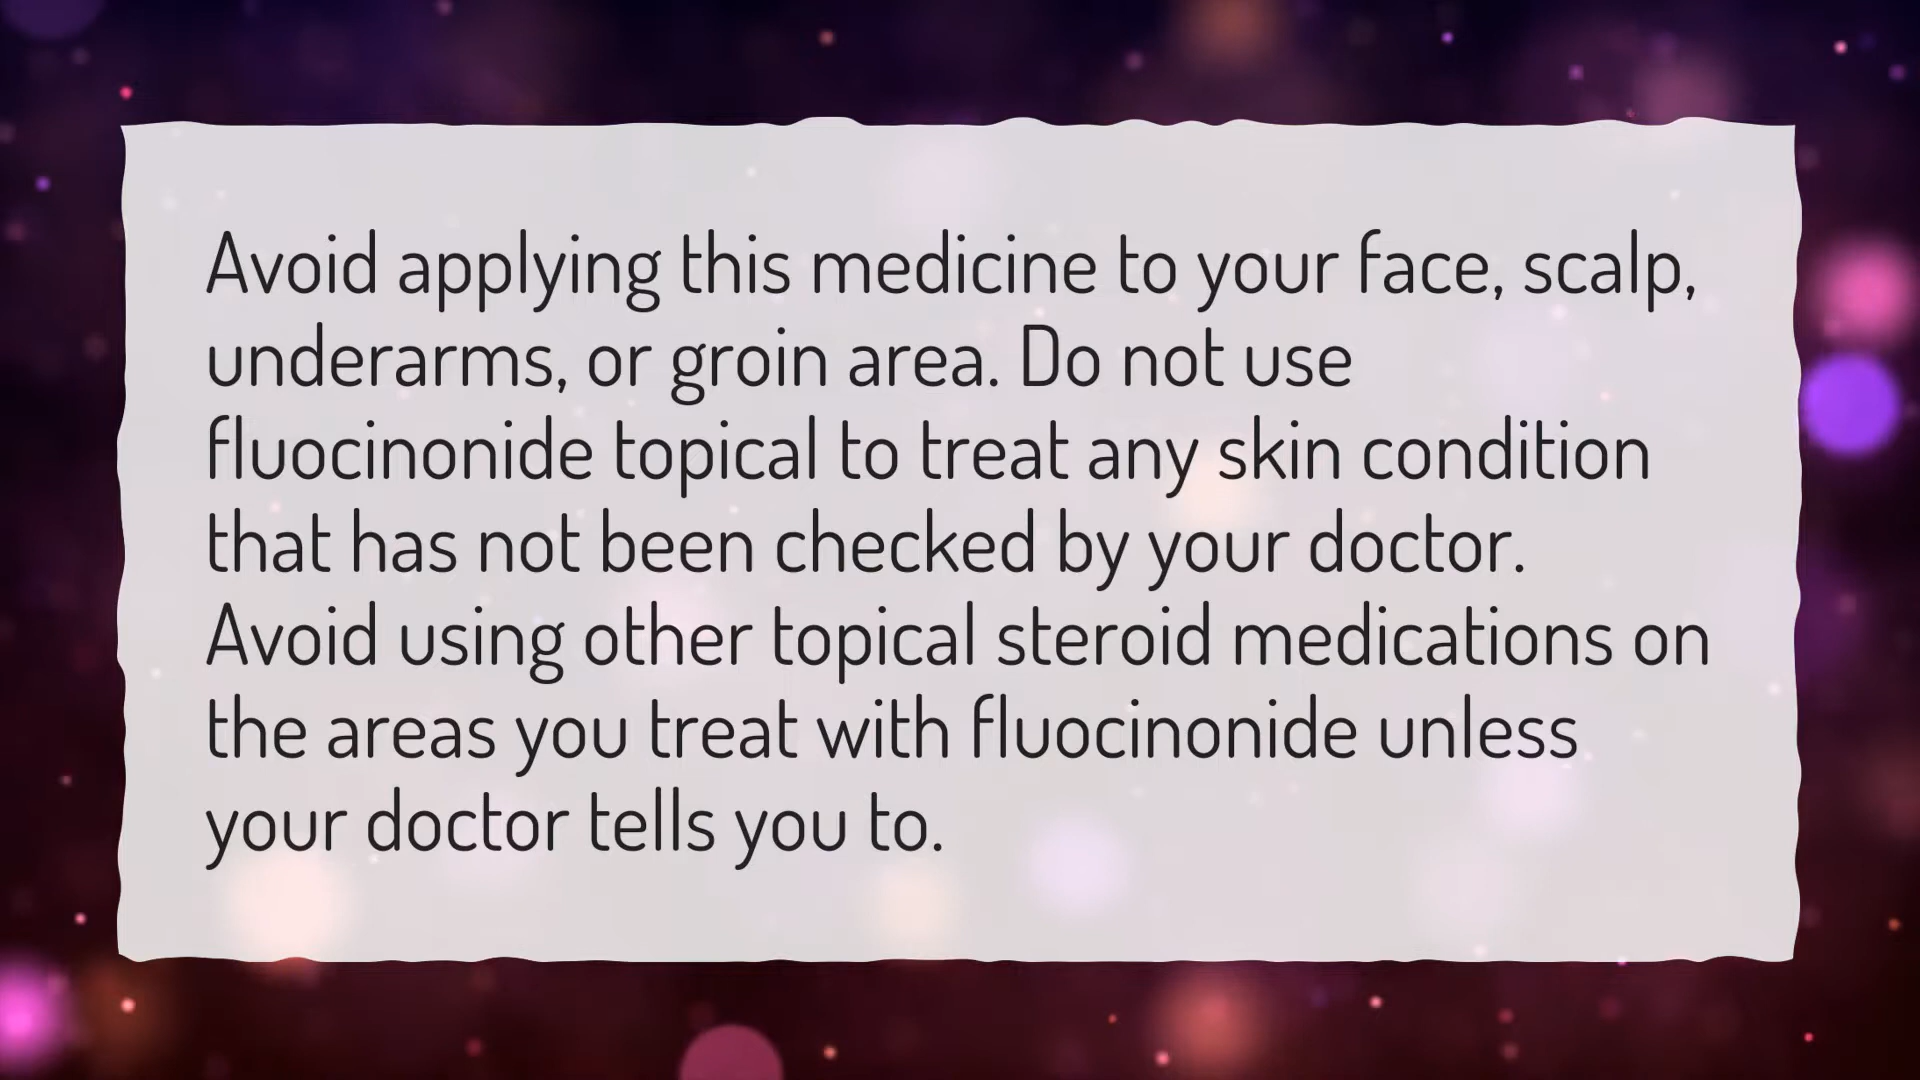 Avoid applying this medicine to your face, scalp,
underarms, or groin area. Do not use
fluocinonide topical to treat any skin condition
that has not been checked by your doctor.
Avoid using other topical steroid medications on
the areas you treat with fluocinonide unless
your doctor tells you to.